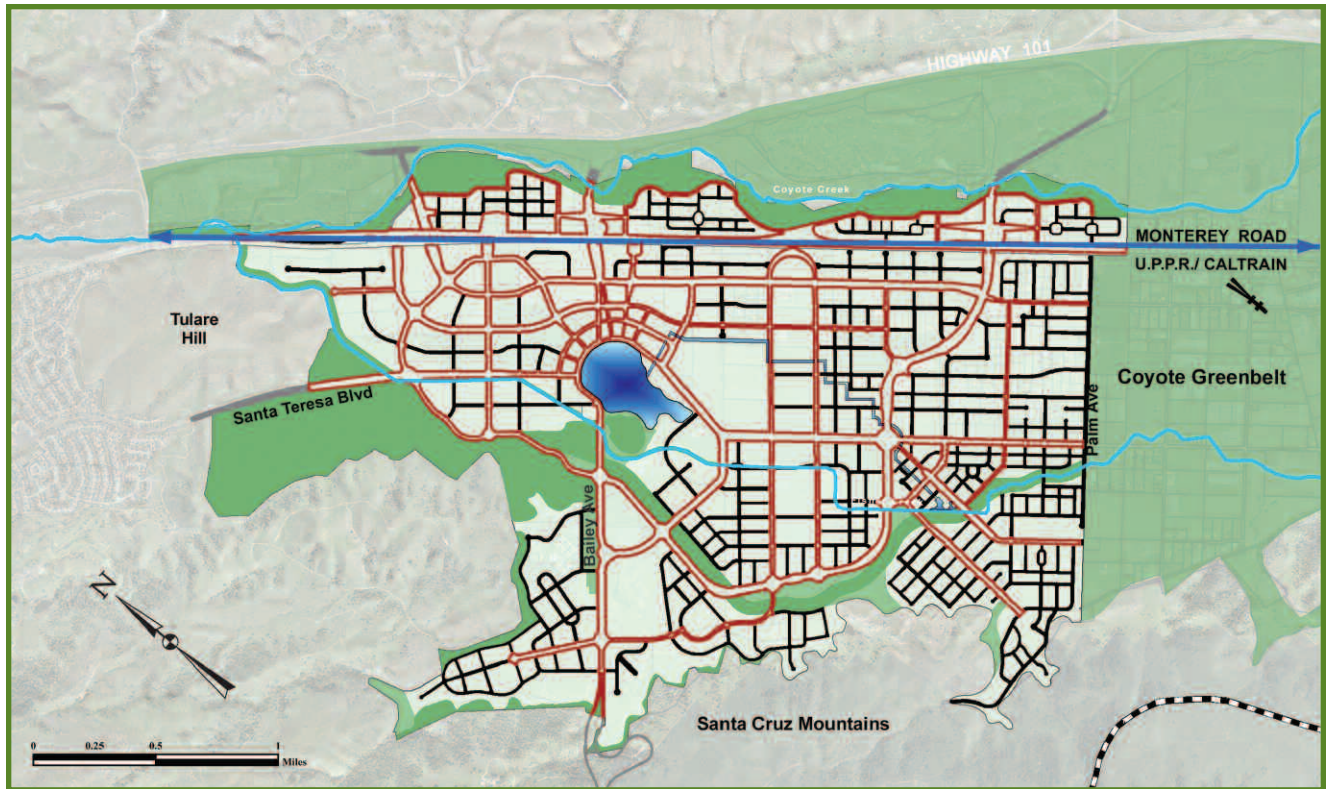 HIGHWAY 101
Coyote Creek
MONTEREY ROAD
U.P.P.R./ CALTRAIN
Tulare
Hill
Coyote Greenbelt
Santa Teresa Blvd
Palm Ave
Bailey Ave
N
Santa Cruz Mountains
0 0.25 0.5 1
Miles